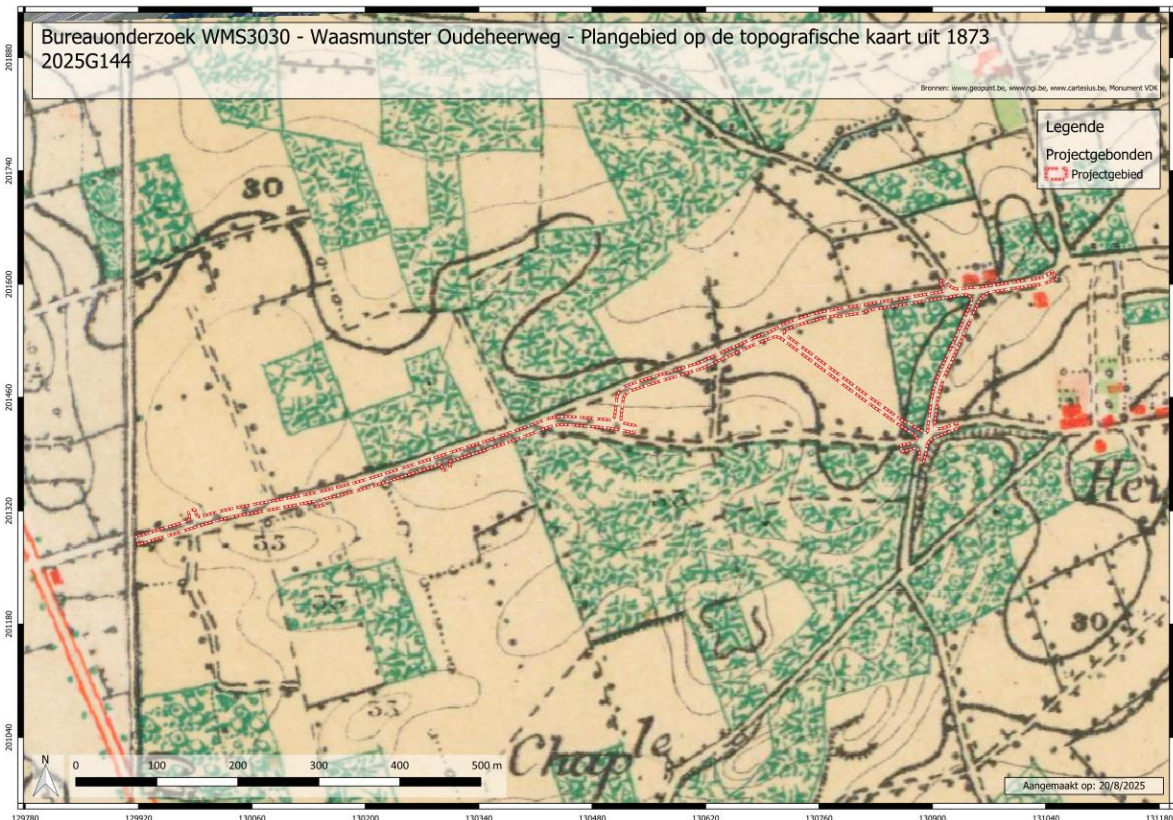 Bureauonderzoek WMS3030 - Waasmunster Oudeheerweg - Plangebied op de topografische kaart uit 1873
2025G144
Bronnen: www.geopunt.be, www.ngi.be, www.cartesius.be, Monument VDK
Legende
Projectgebonden
Projectgebied
30
33
33
33
30
Chap le
N
0 100 200 300 400 500 m
Aangemaakt op: 20/8/2025
201880
201740
201600
201460
201320
201180
201040
129780 129920 130060 130200 130340 130480 130620 130760 130900 131040 131180